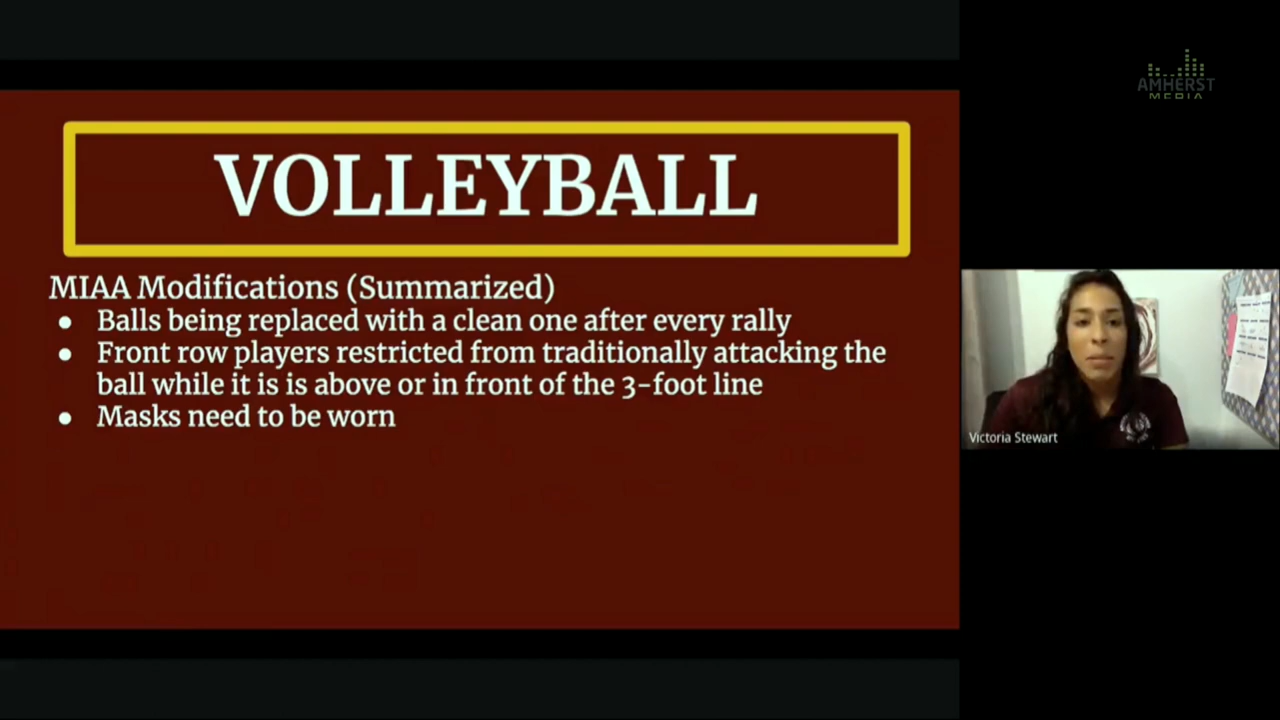 VOLLEYBALL
MIAA Modifications (Summarized)
● Balls being replaced with a clean one after every rally
● Front row players restricted from traditionally attacking the
ball while it is is above or in front of the 3-foot line
● Masks need to be worn
AMHERST
MEDIA
Victoria Stewart